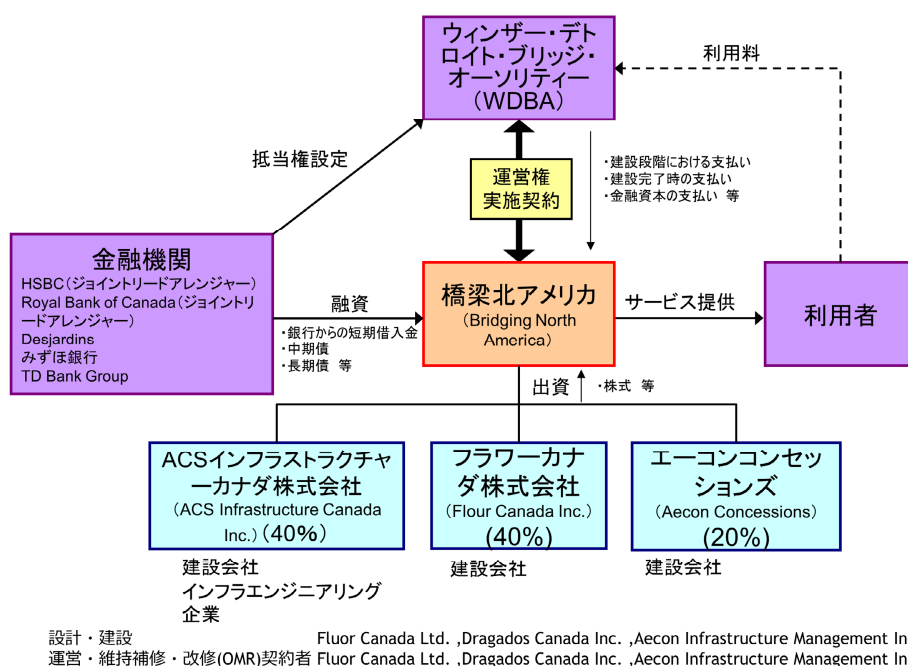 ウィンザー・デト
ロイト・ブリッジ・
オーソリティー
（WDBA）
利用料
抵当権設定
運営権
実施契約
・建設段階における支払い
・建設完了時の支払い
・金融資本の支払い 等
金融機関
HSBC（ジョイントリードアレンジャー）
Royal Bank of Canada（ジョイントリ
ードアレンジャー）
Desjardins
みずほ銀行
TD Bank Group
融資
・銀行からの短期借入金
・中期債
・長期債 等
橋梁北アメリカ
（Bridging North
America）
サービス提供
利用者
出資
・株式 等
ACSインフラストラクチャ
ーカナダ株式会社
（ACS Infrastructure Canada
Inc.）（40%）
フラワーカナ
ダ株式会社
（Flour Canada Inc.）
(40%)
エーコンコンセッ
ションズ
（Aecon Concessions）
(20%)
建設会社
インフラエンジニアリング
企業
建設会社
建設会社
設計・建設 Fluor Canada Ltd. ,Dragados Canada Inc. ,Aecon Infrastructure Management In
運営・維持補修・改修(OMR)契約者 Fluor Canada Ltd. ,Dragados Canada Inc. ,Aecon Infrastructure Management In